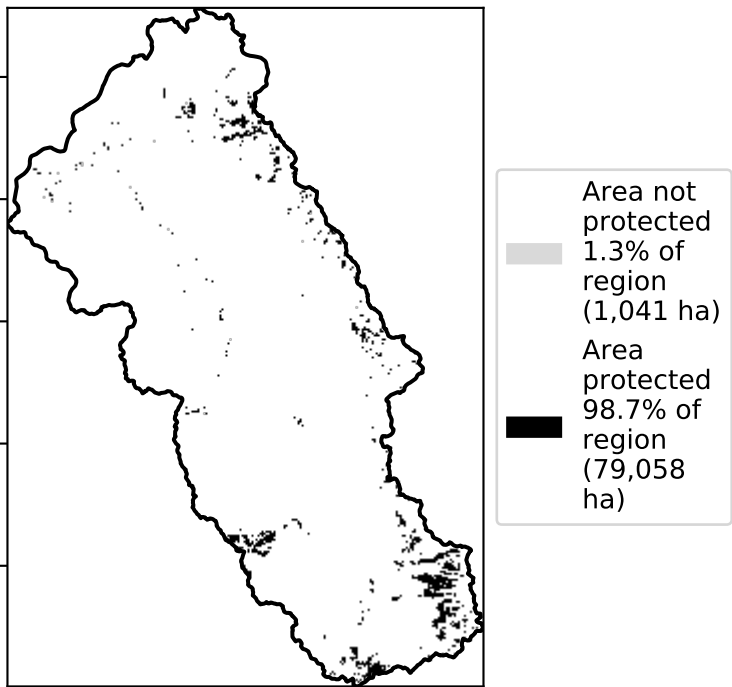 Area not
protected
1.3% of
region
(1,041 ha)
Area
protected
98.7% of
region
(79,058
ha)